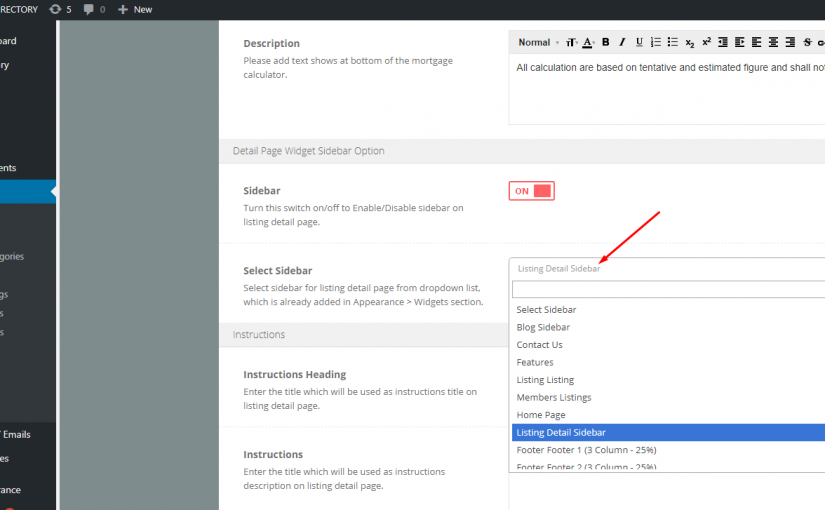 RECTORY 5 0 New
ard
ry
ents
egories
gs
s
s
Emails
es
rance
Description
Please add text shows at bottom of the mortgage
calculator.
Normal
All calculation are based on tentative and estimated figure and shall not
Detail Page Widget Sidebar Option
Sidebar
Turn this switch on/off to Enable/Disable sidebar on
listing detail page.
ON
Select Sidebar
Select sidebar for listing detail page from dropdown list,
which is already added in Appearance > Widgets section.
Listing Detail Sidebar
Select Sidebar
Blog Sidebar
Contact Us
Features
Listing Listing
Members Listings
Home Page
Listing Detail Sidebar
Footer Footer 1 (3 Column - 25%)
Footer Footer 2 (3 Column - 25%)
Instructions
Instructions Heading
Enter the title which will be used as instructions title on
listing detail page.
Instructions
Enter the title which will be used as instructions
description on listing detail page.